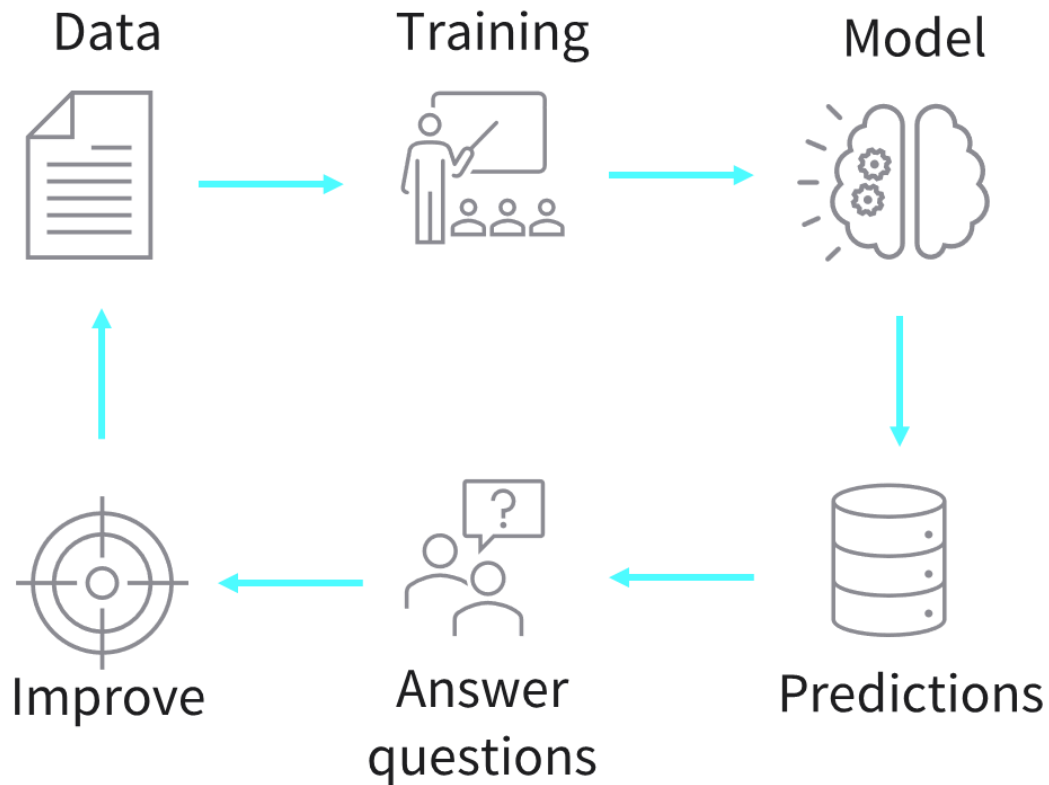 Data
Training
Model
?
Improve
Answer
questions
Predictions